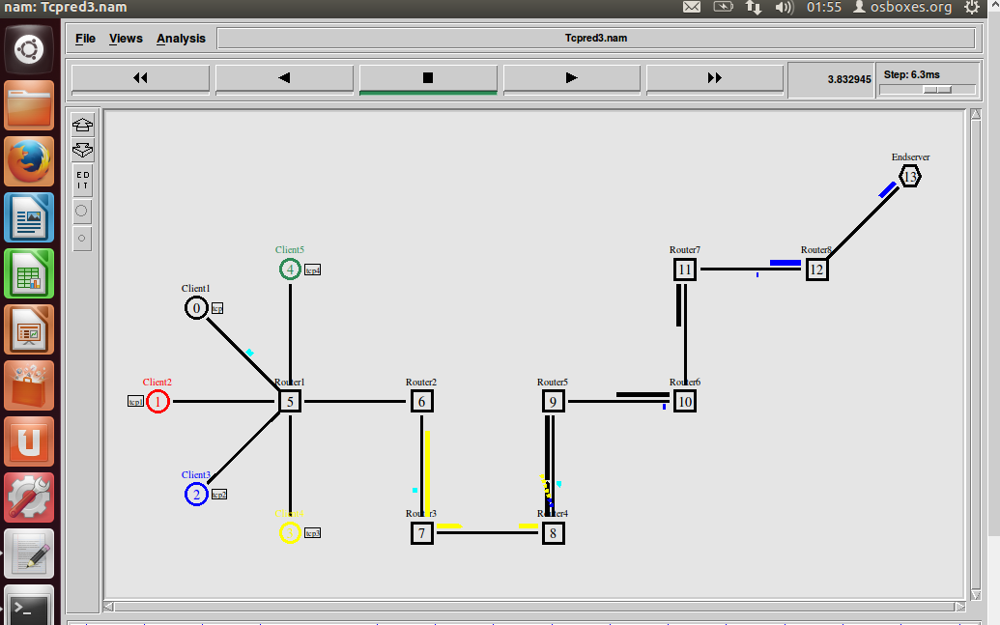 nam: Tcpred3.nam
01:55 osboxes.org
File Views Analysis Tcpred3.nam
3.832945 Step: 6.3ms
ED
IT
Endserver
13
Client5
4 tcp4
Router7
11
Router8
12
Client1
0 tcp
Client2
tcp1 1
Router1
5
Router2
6
Router5
9
Router6
10
Client3
2 tcp2
Client4
3 tcp3
Router3
7
Router4
8